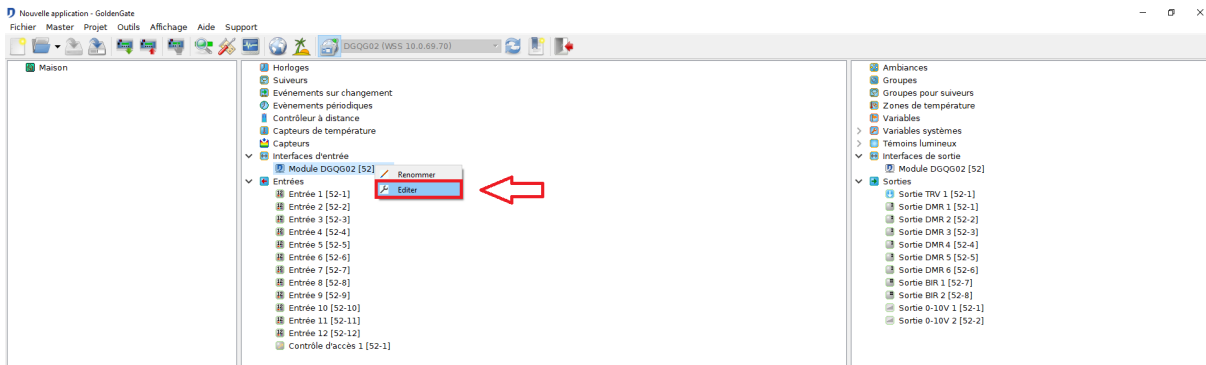 Nouvelle application - GoldenGate
Fichier Master Projet Outils Affichage Aide Support
DGQG02 (WSS 10.0.69.70)
Maison
Horloges
Suiveurs
Evénements sur changement
Evènements périodiques
Contrôleur à distance
Capteurs de température
Capteurs
Interfaces d'entrée
Module DGQG02 [52]
Renommer
Editer
Entrées
Entrée 1 [52-1]
Entrée 2 [52-2]
Entrée 3 [52-3]
Entrée 4 [52-4]
Entrée 5 [52-5]
Entrée 6 [52-6]
Entrée 7 [52-7]
Entrée 8 [52-8]
Entrée 9 [52-9]
Entrée 10 [52-10]
Entrée 11 [52-11]
Entrée 12 [52-12]
Contrôle d'accès 1 [52-1]
Ambiances
Groupes
Groupes pour suiveurs
Zones de température
Variables
Variables systèmes
Témoins lumineux
Interfaces de sortie
Module DGQG02 [52]
Sorties
Sortie TRV 1 [52-1]
Sortie DMR 1 [52-1]
Sortie DMR 2 [52-2]
Sortie DMR 3 [52-3]
Sortie DMR 4 [52-4]
Sortie DMR 5 [52-5]
Sortie DMR 6 [52-6]
Sortie BIR 1 [52-7]
Sortie BIR 2 [52-8]
Sortie 0-10V 1 [52-1]
Sortie 0-10V 2 [52-2]